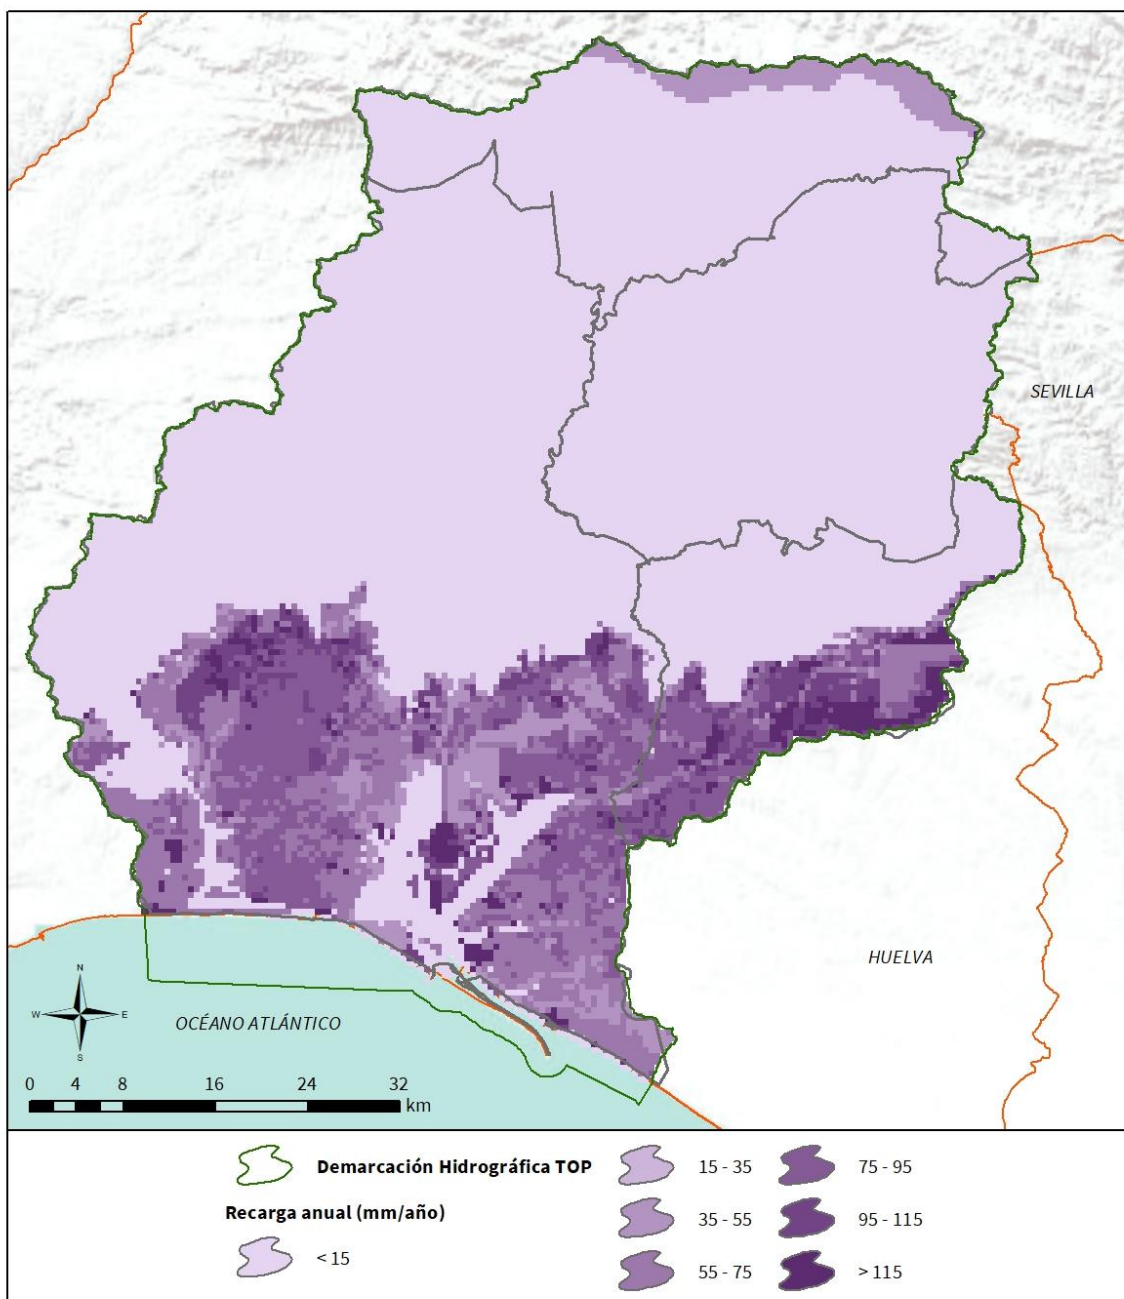 SEVILLA
HUELVA
N
W E
S
OCÉANO ATLÁNTICO
0 4 8 16 24 32
km
Demarcación Hidrográfica TOP
Recarga anual (mm/año)
< 15
15 - 35
35 - 55
55 - 75
75 - 95
95 - 115
> 115